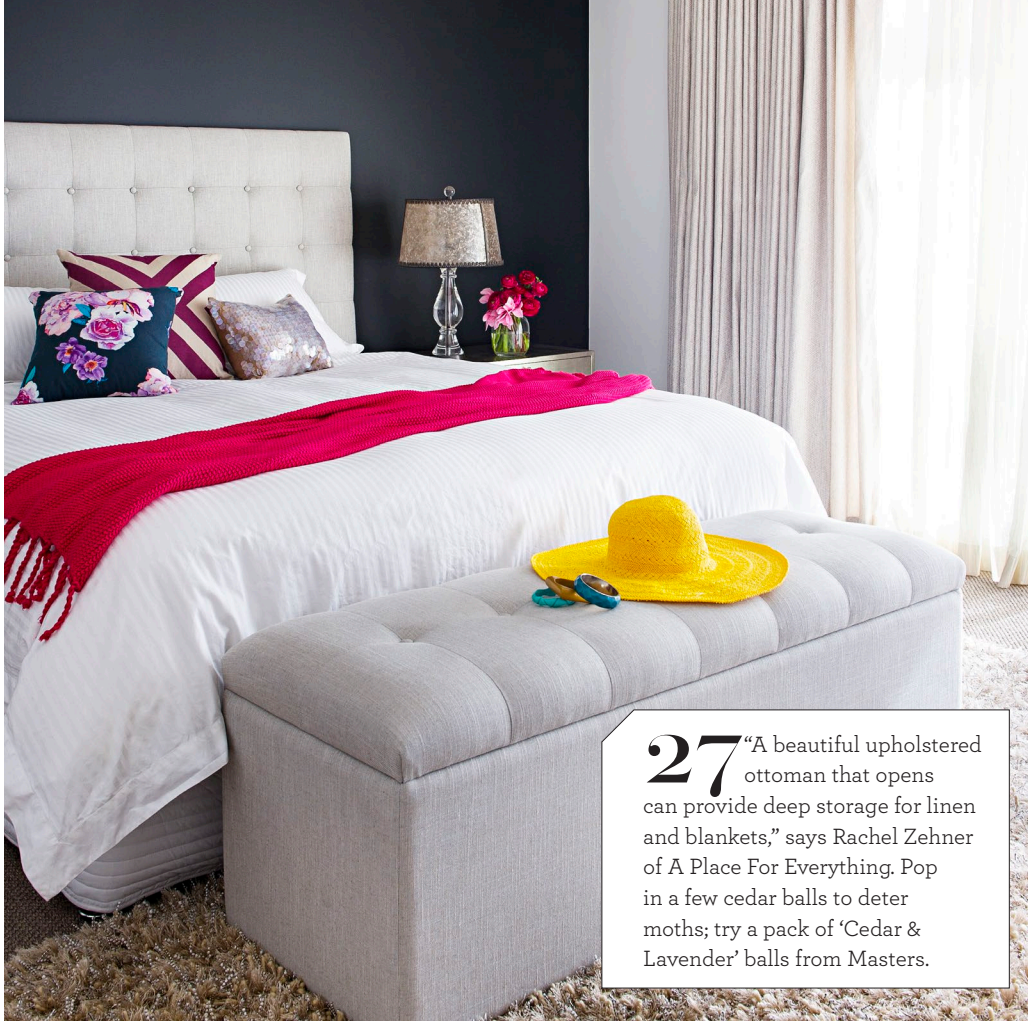 27 “A beautiful upholstered
ottoman that opens
can provide deep storage for linen
and blankets,” says Rachel Zehner
of A Place For Everything. Pop
in a few cedar balls to deter
moths; try a pack of ‘Cedar &
Lavender’ balls from Masters.